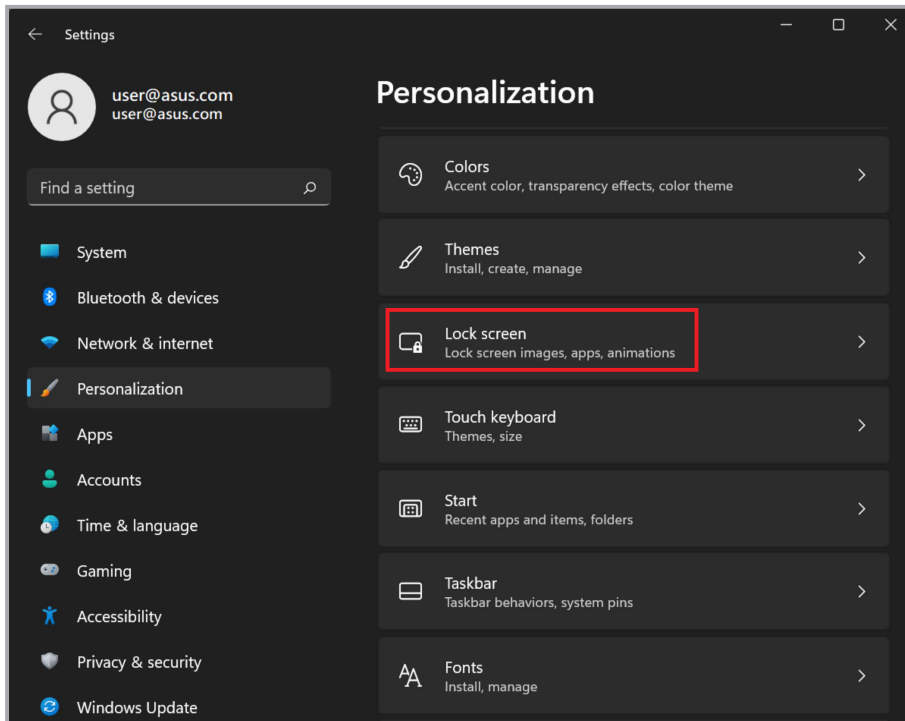 Settings
user@asus.com
user@asus.com
Find a setting
System
Bluetooth & devices
Network & internet
Personalization
Apps
Accounts
Time & language
Gaming
Accessibility
Privacy & security
Windows Update
Personalization
Colors
Accent color, transparency effects, color theme
Themes
Install, create, manage
Lock screen
Lock screen images, apps, animations
Touch keyboard
Themes, size
Start
Recent apps and items, folders
Taskbar
Taskbar behaviors, system pins
Fonts
Install, manage